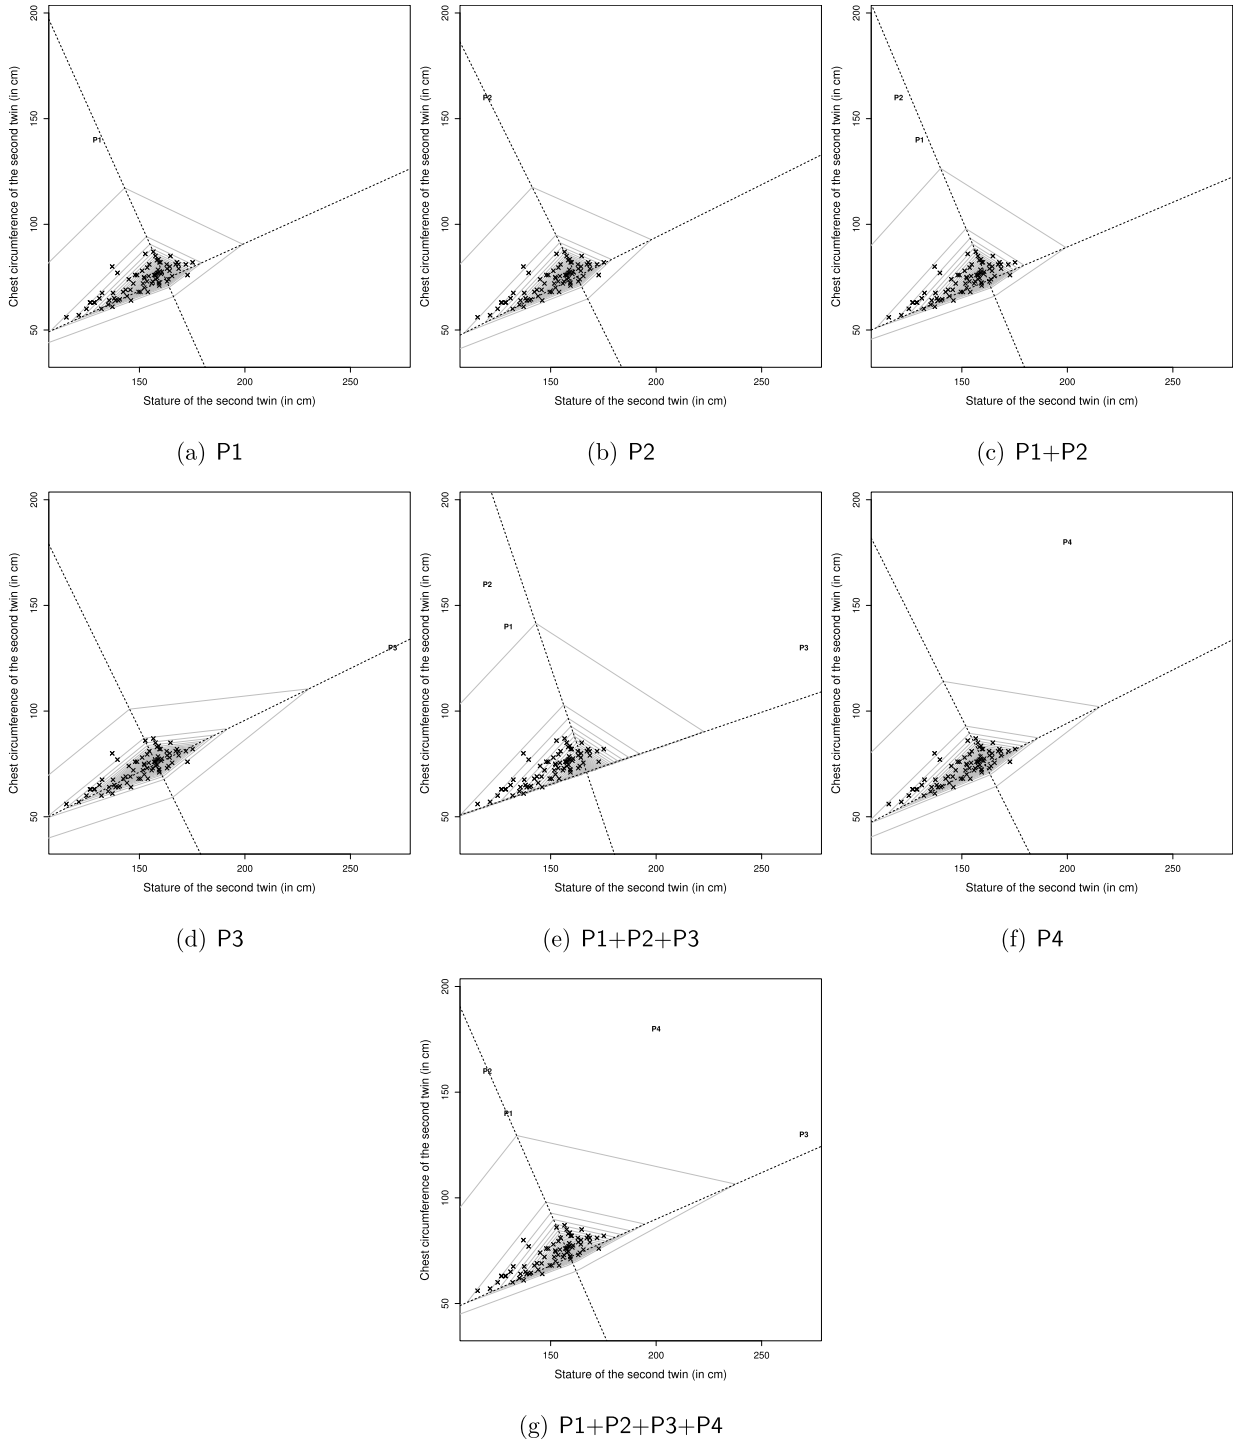 Chest circumference of the second twin (in cm)
200
150
100
50
P1
150 200 250
Stature of the second twin (in cm)
(a) P1
Chest circumference of the second twin (in cm)
200
150
100
50
P2
150 200 250
Stature of the second twin (in cm)
(b) P2
Chest circumference of the second twin (in cm)
200
150
100
50
P2
P1
150 200 250
Stature of the second twin (in cm)
(c) P1+P2
Chest circumference of the second twin (in cm)
200
150
100
50
P3
150 200 250
Stature of the second twin (in cm)
(d) P3
Chest circumference of the second twin (in cm)
200
150
100
50
P2
P1
P3
150 200 250
Stature of the second twin (in cm)
(e) P1+P2+P3
Chest circumference of the second twin (in cm)
200
150
100
50
P4
150 200 250
Stature of the second twin (in cm)
(f) P4
Chest circumference of the second twin (in cm)
200
150
100
50
P4
P2
P1
P3
150 200 250
Stature of the second twin (in cm)
(g) P1+P2+P3+P4